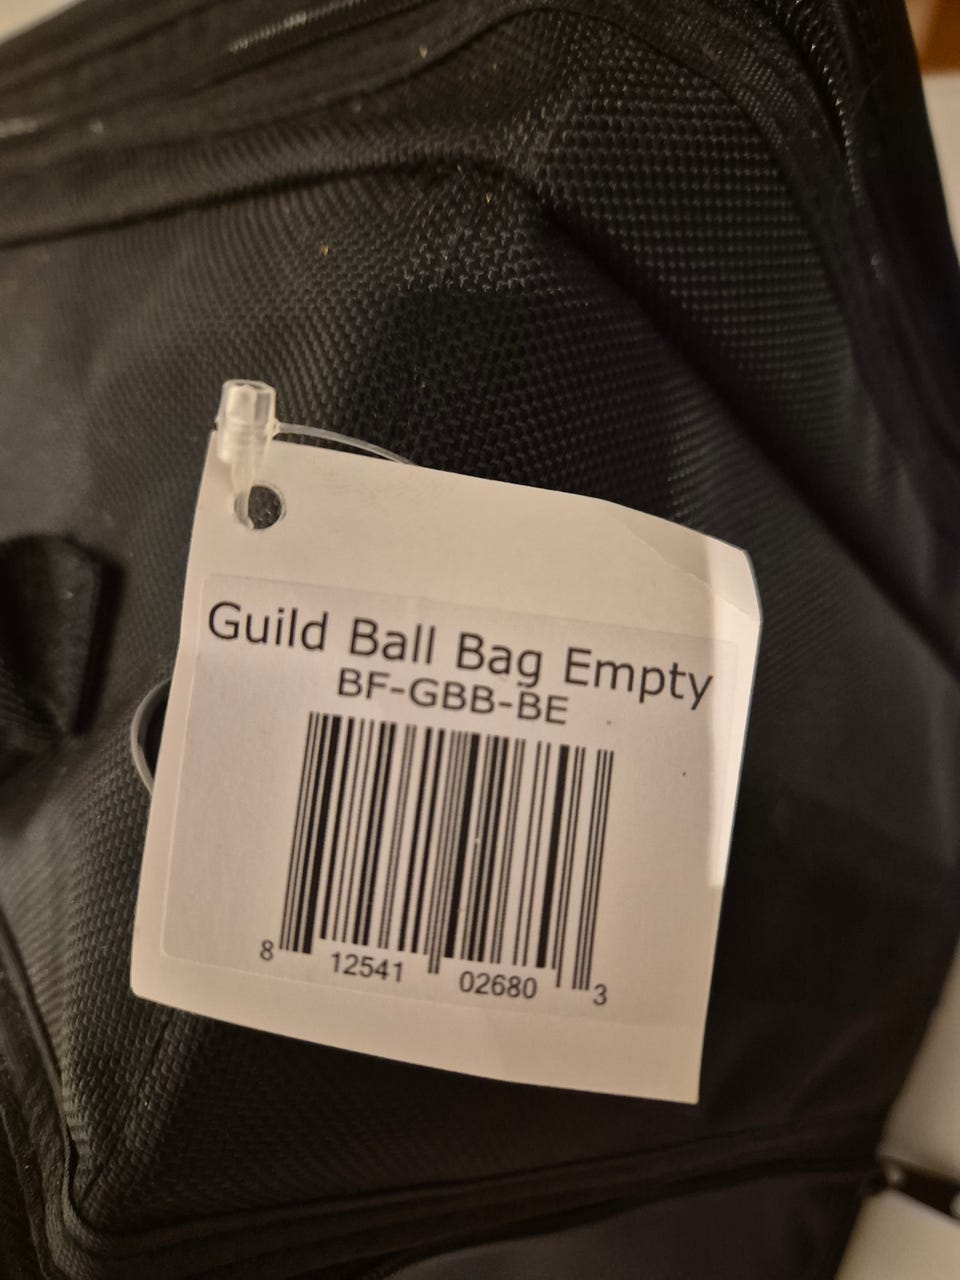 Guild Ball Bag Empty
BF-GBB-BE
8 12541 02680 3